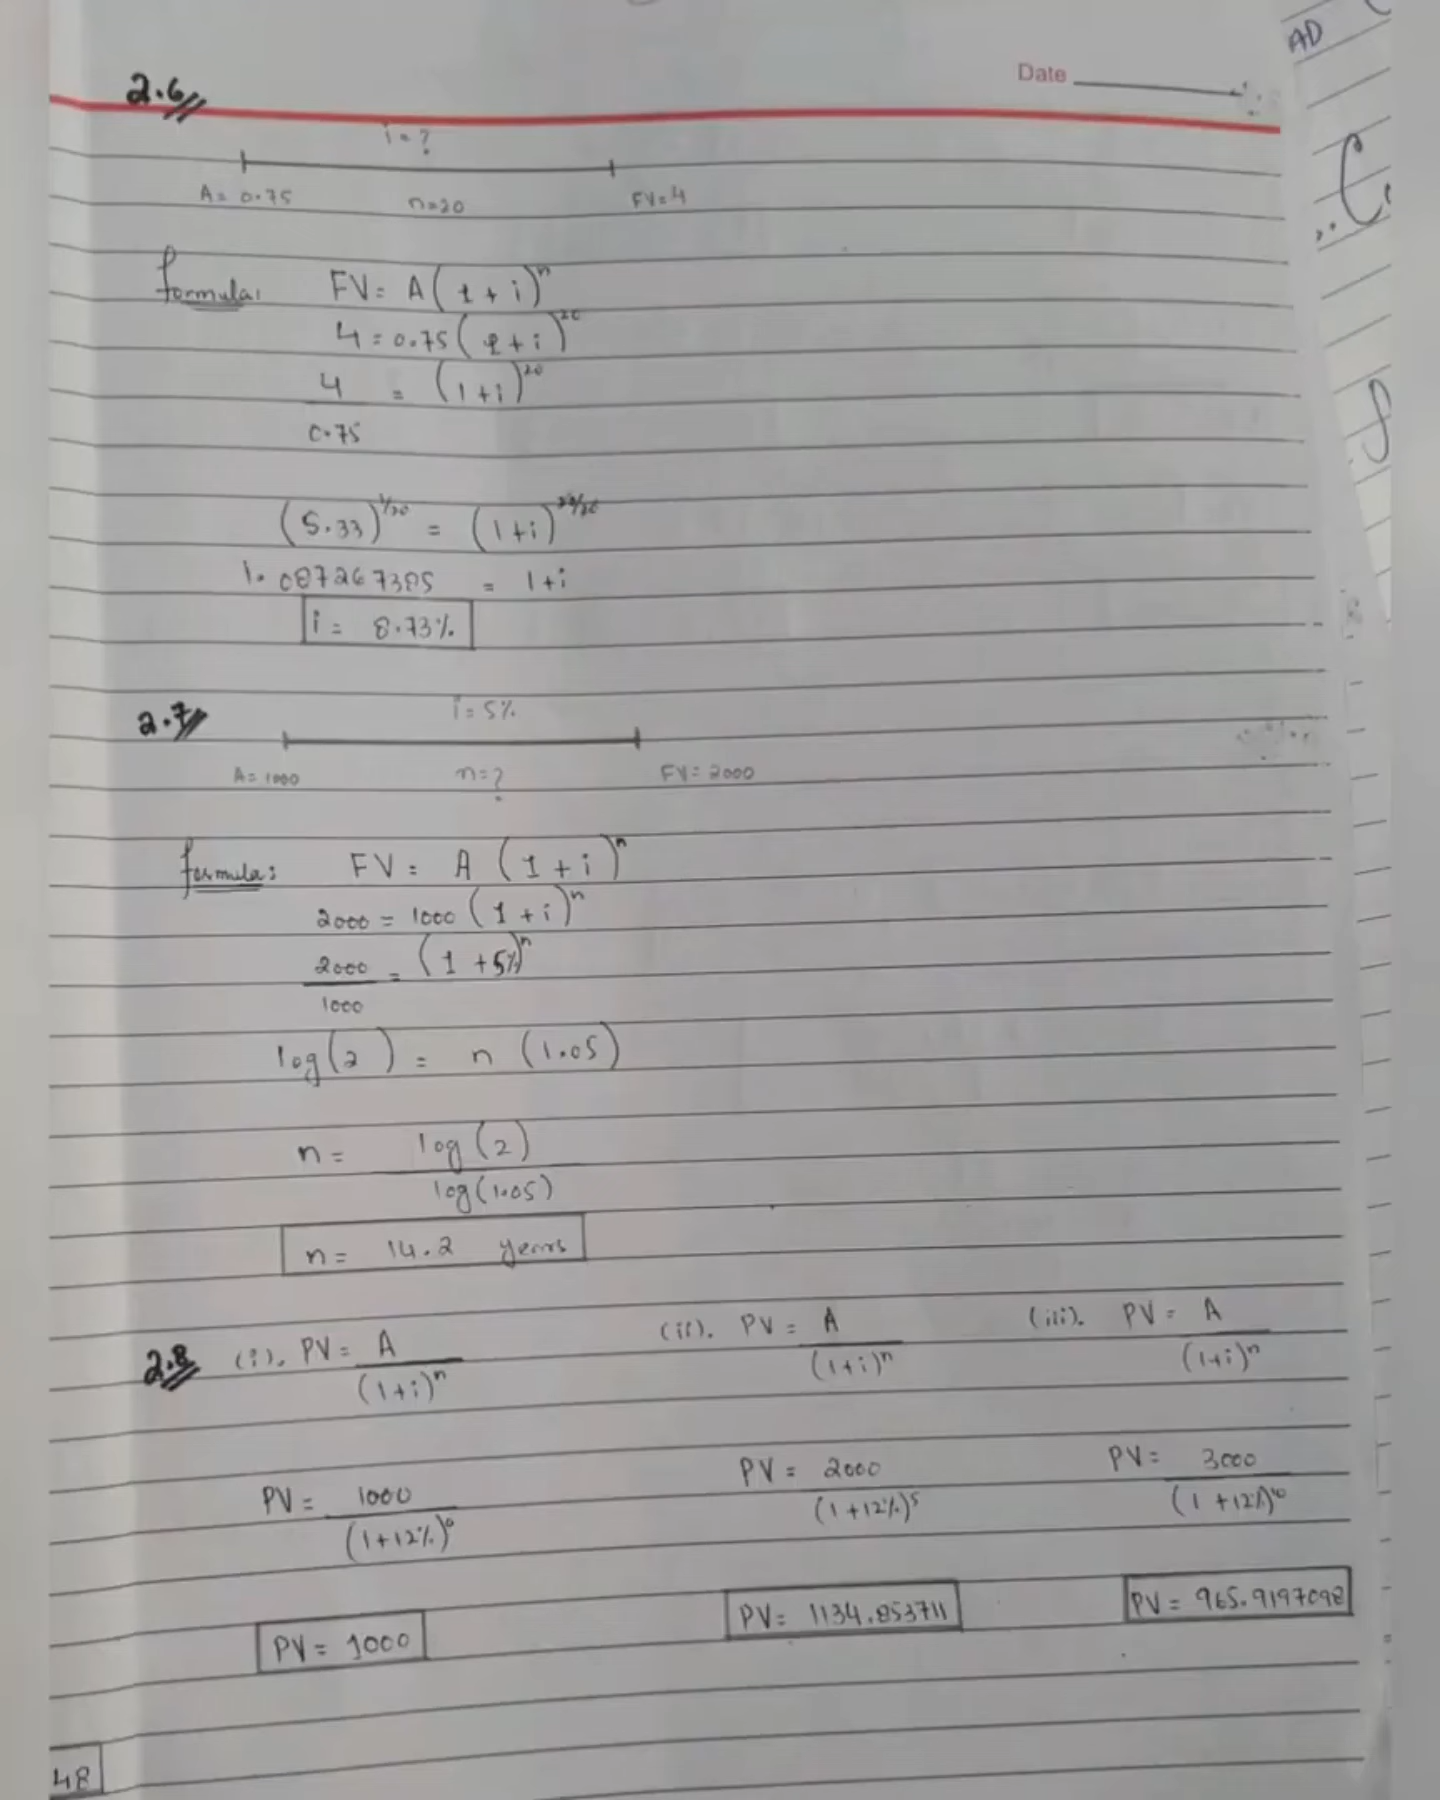 AD
Date
2.6
i = ?
A = 0.75 n=20 FV=4
formula: FV = A(1 + i)^n
4 = 0.75(1 + i)^20
4/0.75 = (1+i)^20
(5.33)^1/20 = (1+i)^20/20
1.087267385 = 1+i
i = 8.73%
2.7
i = 5%
A = 1000 n=? FV = 2000
formula: FV = A (1 + i)^n
2000 = 1000 (1 + i)^n
2000/1000 = (1 + 5%)^n
log(2) = n (1.05)
n = log(2)/log(1.05)
n = 14.2 years
2.8 (i). PV = A/(1+i)^n (ii). PV = A/(1+i)^n (iii). PV = A/(1+i)^n
PV = 1000/(1+12%)^0 PV = 2000/(1+12%)^5 PV = 3000/(1+12%)^10
PV = 1000 PV = 1134.853711 PV = 965.9197098
48